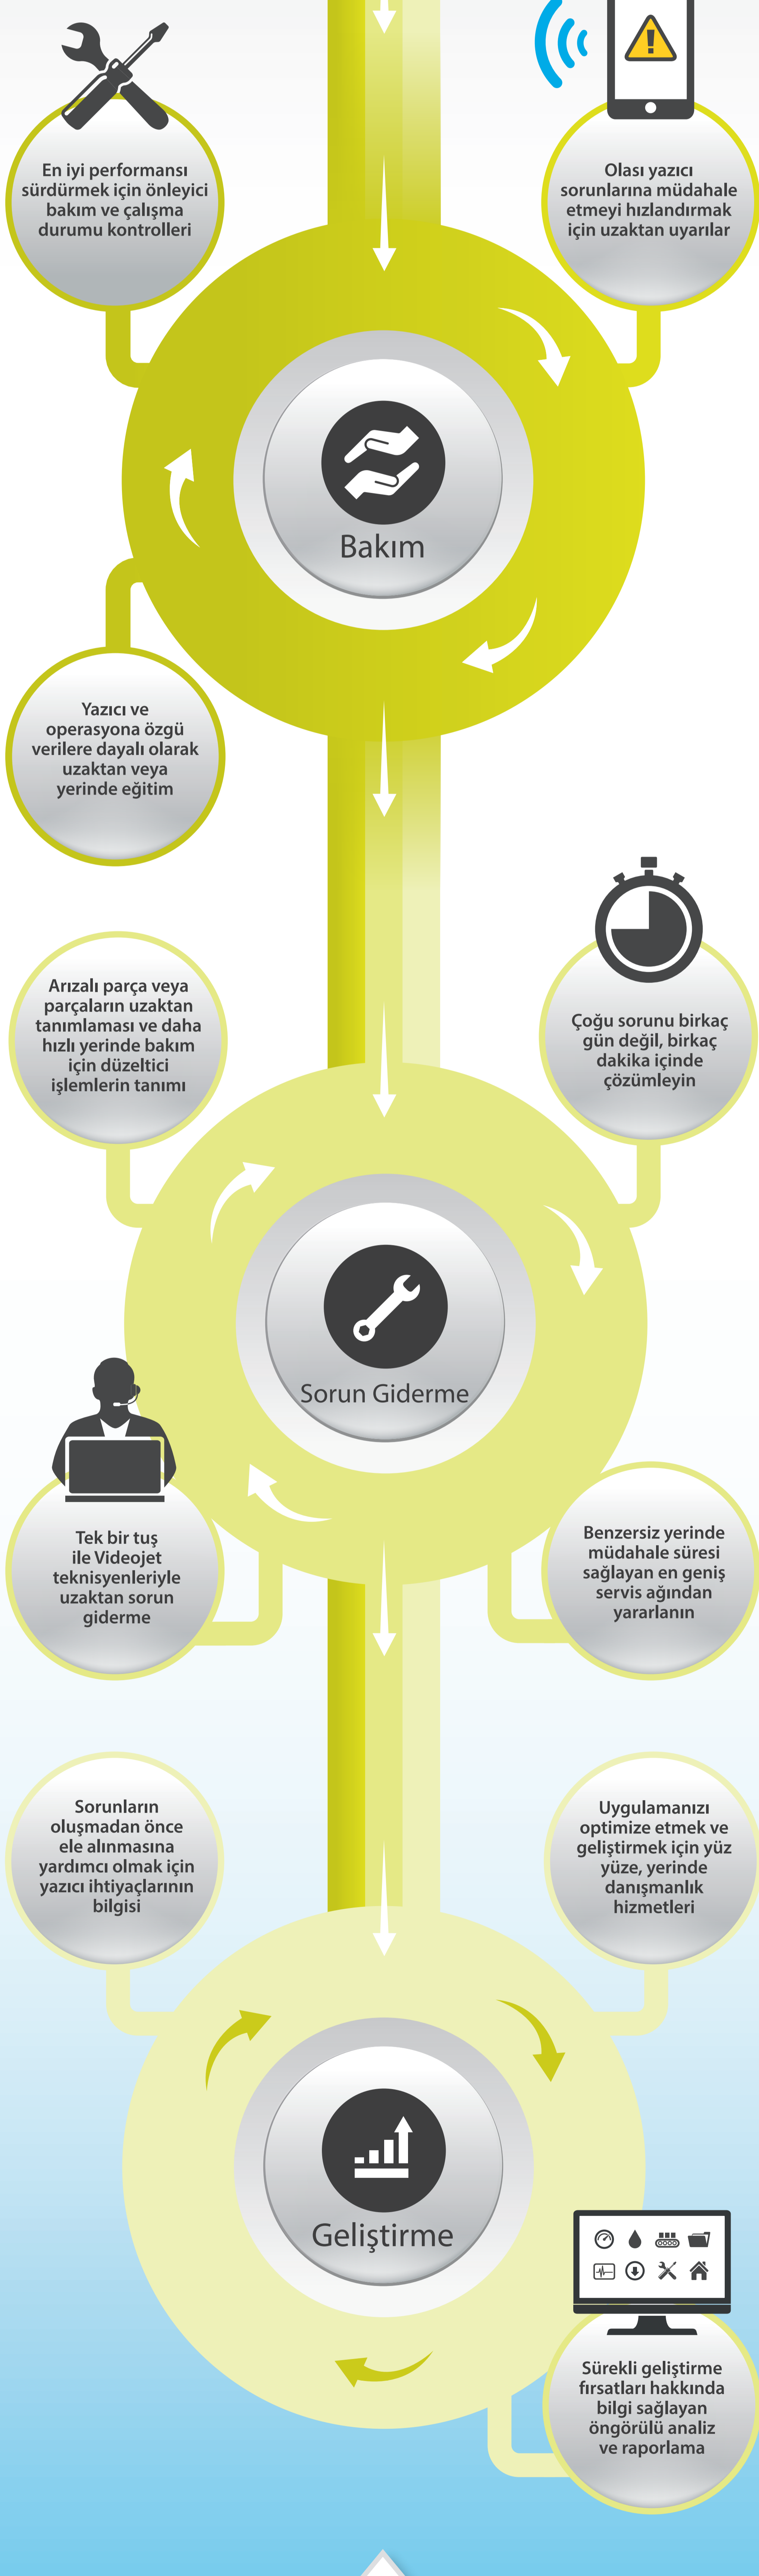 En iyi performansı
sürdürmek için önleyici
bakım ve çalışma
durumu kontrolleri
Olası yazıcı
sorunlarına müdahale
etmeyi hızlandırmak
için uzaktan uyarılar
Bakım
Yazıcı ve
operasyona özgü
verilere dayalı olarak
uzaktan veya
yerinde eğitim
Arızalı parça veya
parçaların uzaktan
tanımlaması ve daha
hızlı yerinde bakım
için düzeltici
işlemlerin tanımı
Çoğu sorunu birkaç
gün değil, birkaç
dakika içinde
çözümleyin
Sorun Giderme
Tek bir tuş
ile Videojet
teknisyenleriyle
uzaktan sorun
giderme
Benzersiz yerinde
müdahale süresi
sağlayan en geniş
servis ağından
yararlanın
Sorunların
oluşmadan önce
ele alınmasına
yardımcı olmak için
yazıcı ihtiyaçlarının
bilgisi
Uygulamanızı
optimize etmek ve
geliştirmek için yüz
yüze, yerinde
danışmanlık
hizmetleri
Geliştirme
Sürekli geliştirme
fırsatları hakkında
bilgi sağlayan
öngörülü analiz
ve raporlama